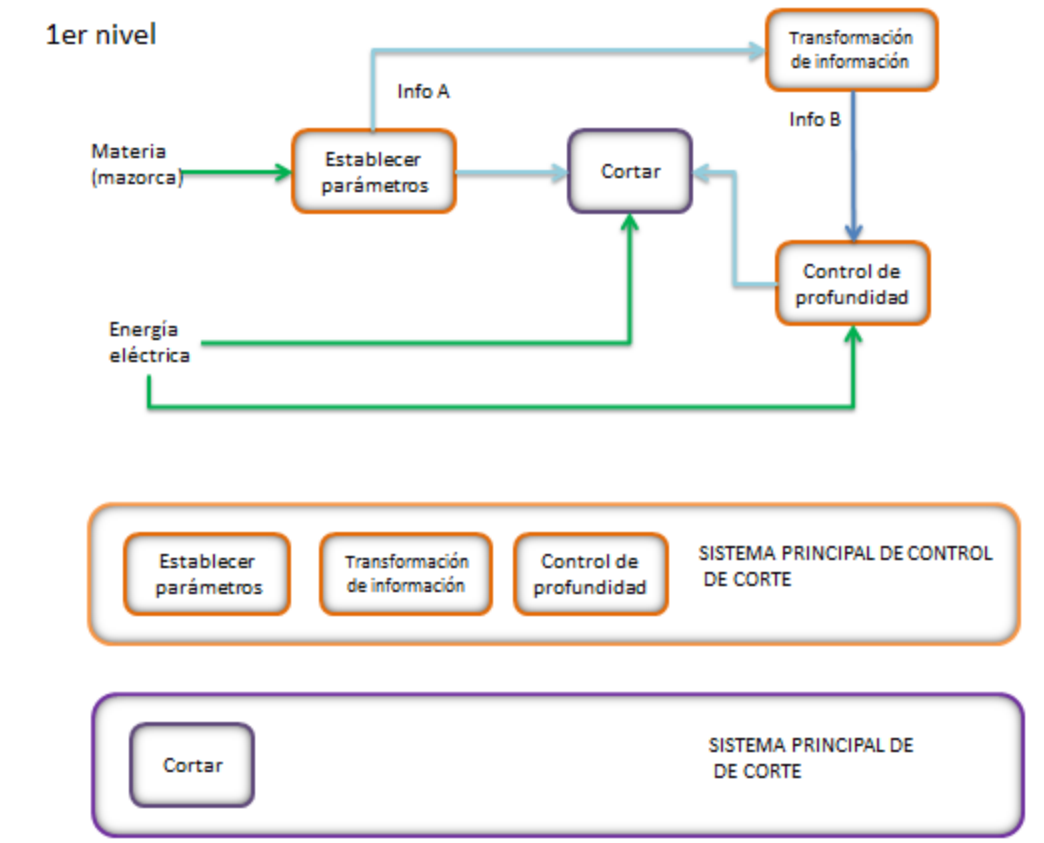 1er nivel
Transformación
de información
Info A
Info B
Materia
(mazorca)
Establecer
parámetros
Cortar
Control de
profundidad
Energía
eléctrica
Establecer
parámetros
Transformación
de información
Control de
profundidad
SISTEMA PRINCIPAL DE CONTROL
DE CORTE
Cortar
SISTEMA PRINCIPAL DE
DE CORTE